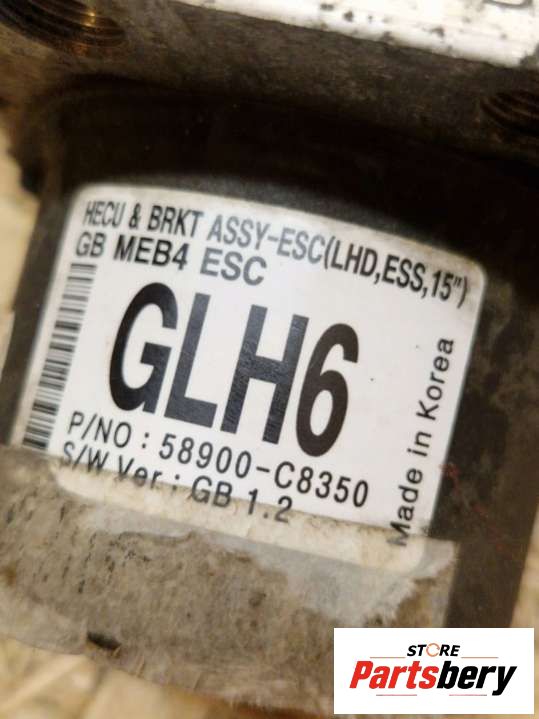 HECU & BRKT ASSY-ESC(LHD,ESS,15")
GB MEB4 ESC
GLH6
P/NO : 58900-C8350
S/W Ver : GB 1.2
Made in Korea
STORE
Partsbery